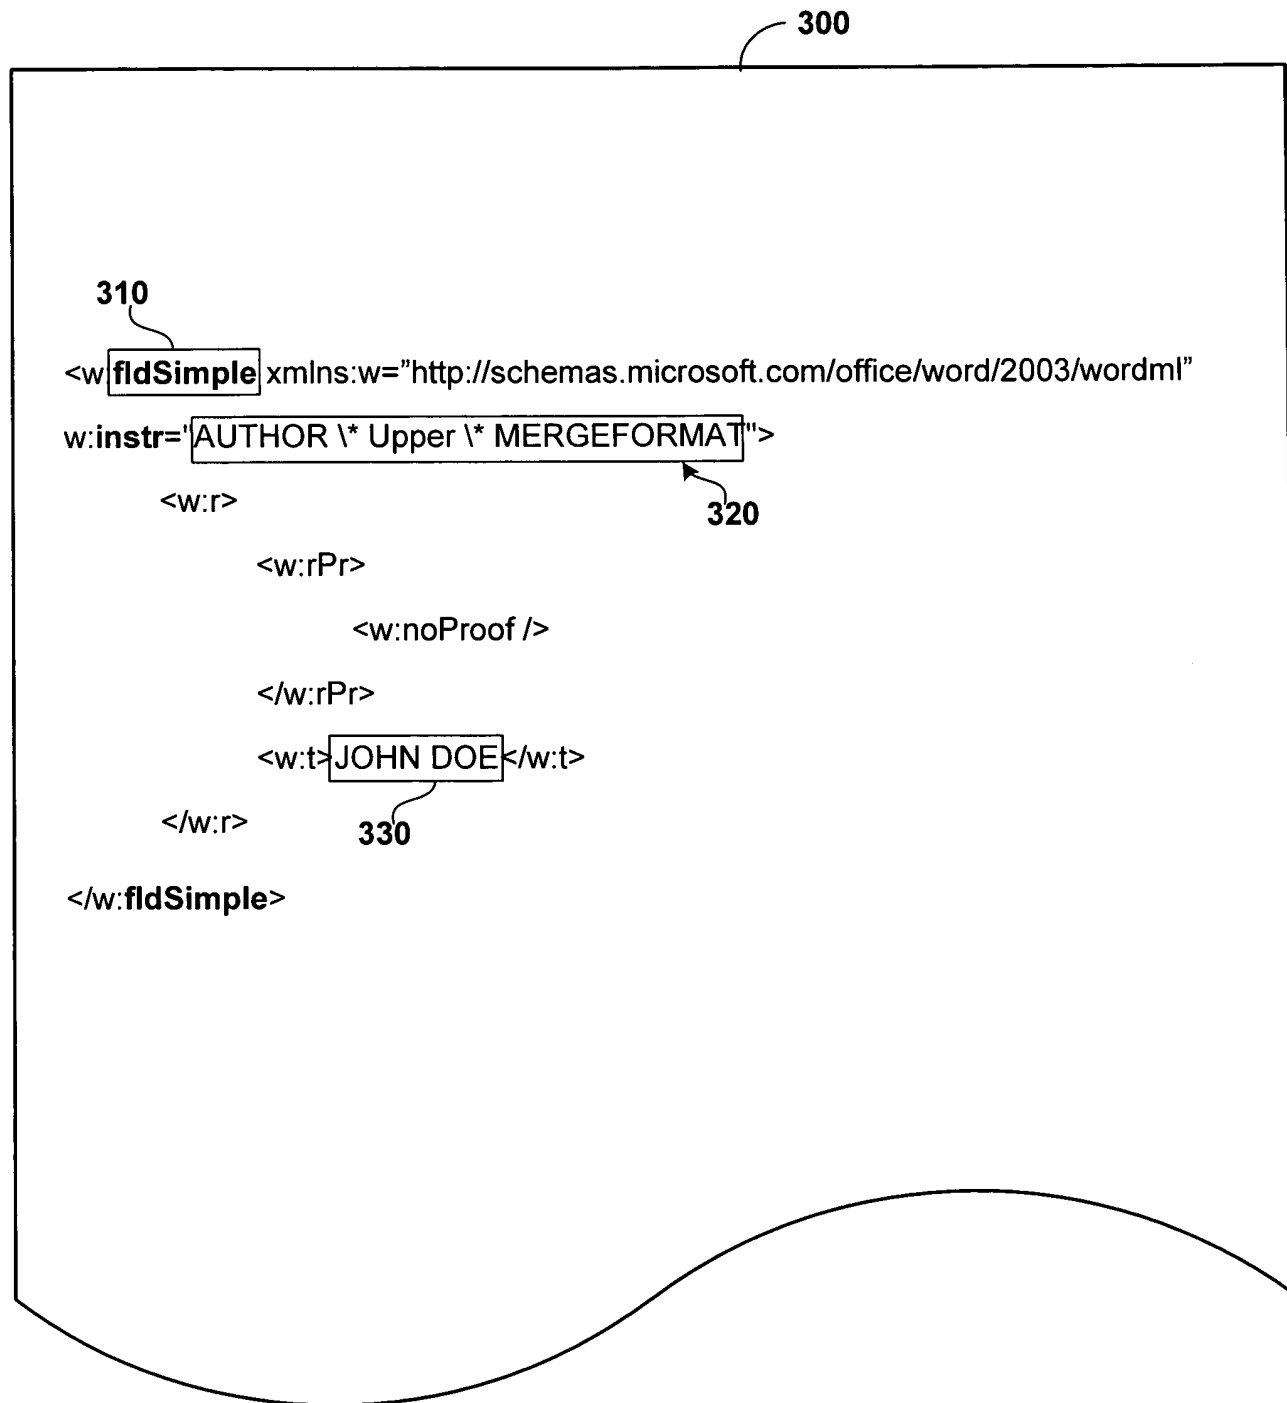 300
310
<w:fldSimple xmlns:w="http://schemas.microsoft.com/office/word/2003/wordml”
w:instr="AUTHOR \* Upper \* MERGEFORMAT">
320
<w:r>
<w:rPr>
<w:noProof />
</w:rPr>
<w:t>JOHN DOE</w:t>
</w:r>
330
</w:fldSimple>